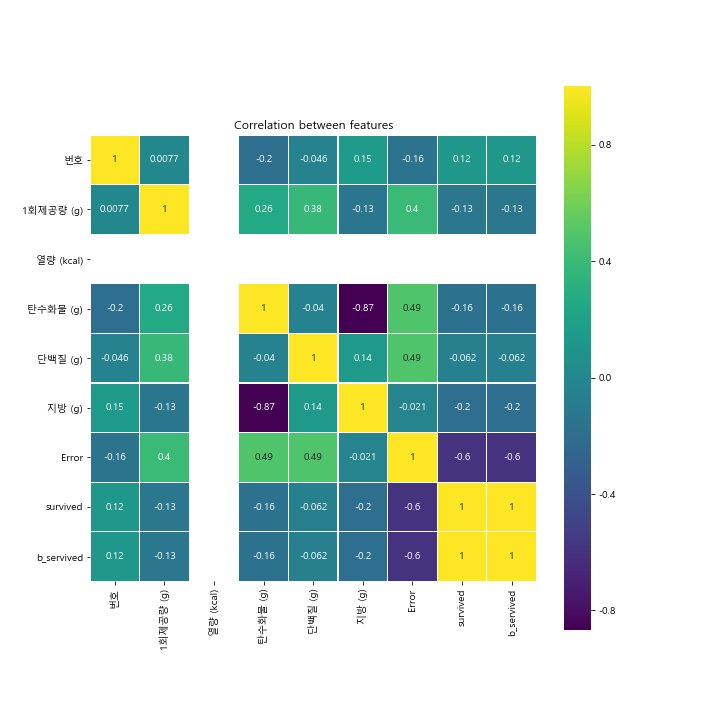 Correlation between features
번호 1 0.0077 -0.2 -0.046 0.15 -0.16 0.12 0.12
1회제공량 (g) 0.0077 1 0.26 0.38 -0.13 0.4 -0.13 -0.13
열량 (kcal)
탄수화물 (g) -0.2 0.26 1 -0.04 -0.87 0.49 -0.16 -0.16
단백질 (g) -0.046 0.38 -0.04 1 0.14 0.49 -0.062 -0.062
지방 (g) 0.15 -0.13 -0.87 0.14 1 -0.021 -0.2 -0.2
Error -0.16 0.4 0.49 0.49 -0.021 1 -0.6 -0.6
survived 0.12 -0.13 -0.16 -0.062 -0.2 -0.6 1 1
b_servived 0.12 -0.13 -0.16 -0.062 -0.2 -0.6 1 1
번호
1회제공량 (g)
열량 (kcal)
탄수화물 (g)
단백질 (g)
지방 (g)
Error
survived
b_servived
0.8
0.4
0.0
-0.4
-0.8